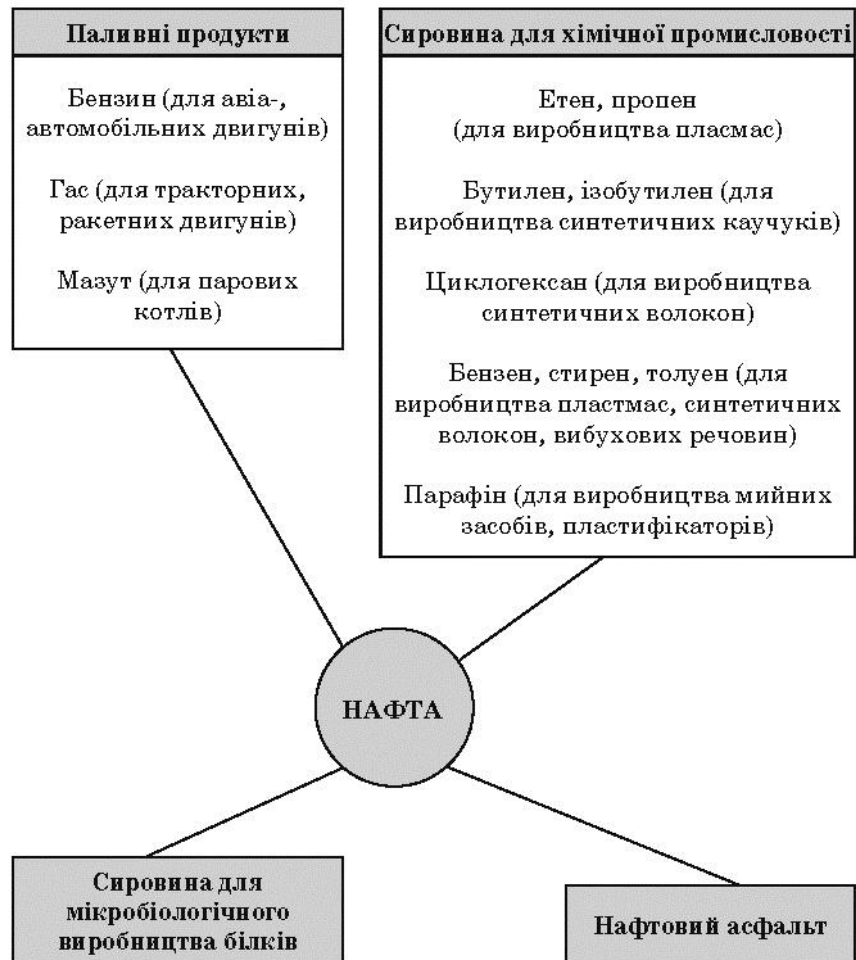 Паливні продукти
Бензин (для авіа-,
автомобільних двигунів)
Гас (для тракторних,
ракетних двигунів)
Мазут (для парових
котлів)
Сировина для хімічної промисловості
Етен, пропен
(для виробництва пласмас)
Бутилен, ізобутилен (для
виробництва синтетичних каучуків)
Циклогексан (для виробництва
синтетичних волокон)
Бензен, стирен, толуен (для
виробництва пластмас, синтетичних
волокон, вибухових речовин)
Парафін (для виробництва мийних
засобів, пластифікаторів)
НАФТА
Сировина для
мікробіологічного
виробництва білків
Нафтовий асфальт